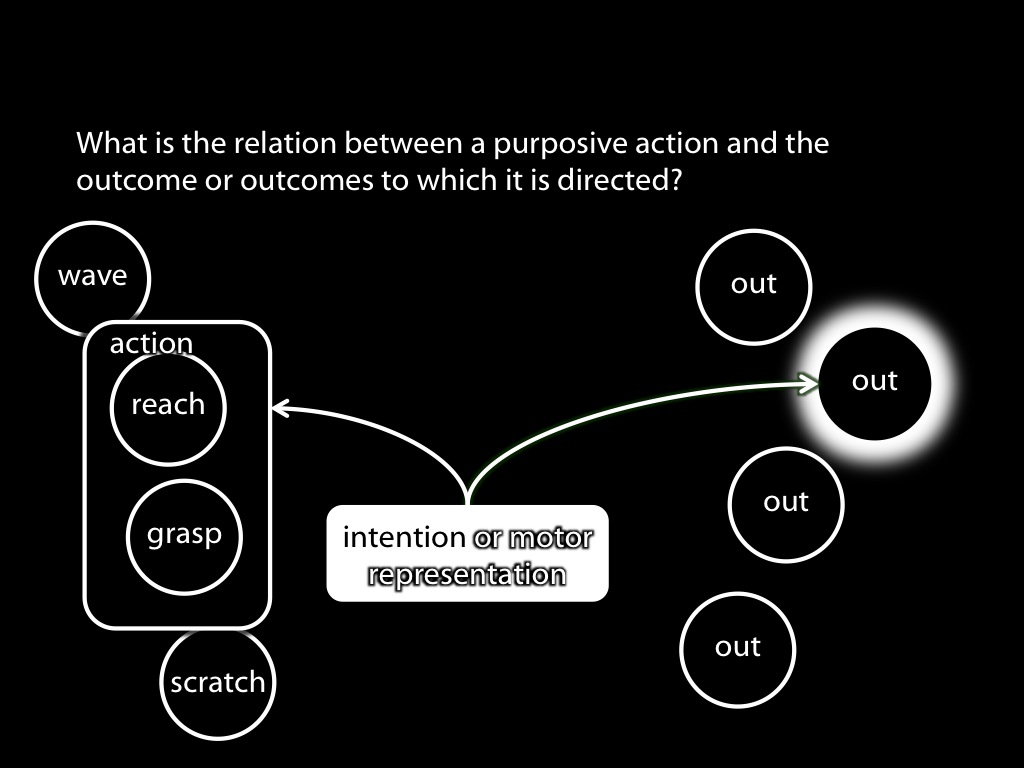 What is the relation between a purposive action and the
outcome or outcomes to which it is directed?
wave
action
reach
grasp
scratch
intention or motor
representation
out
out
out
out